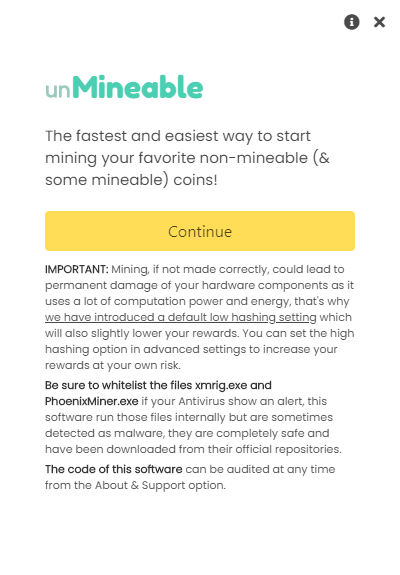 unMineable
The fastest and easiest way to start
mining your favorite non-mineable (&
some mineable) coins!
Continue
IMPORTANT: Mining, if not made correctly, could lead to
permanent damage of your hardware components as it
uses a lot of computation power and energy, that's why
we have introduced a default low hashing setting which
will also slightly lower your rewards. You can set the high
hashing option in advanced settings to increase your
rewards at your own risk.
Be sure to whitelist the files xmrig.exe and
PhoenixMiner.exe if your Antivirus show an alert, this
software run those files internally but are sometimes
detected as malware, they are completely safe and
have been downloaded from their official repositories.
The code of this software can be audited at any time
from the About & Support option.